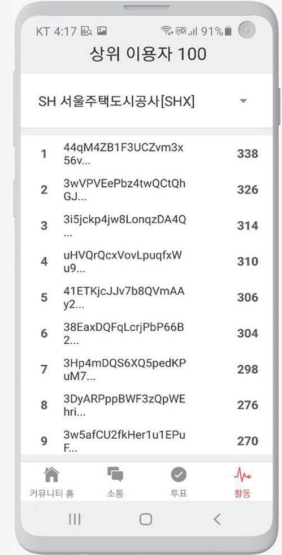 KT 4:17 91%
상위 이용자 100
SH 서울주택도시공사[SHX]
1 44qM4ZB1F3UCZvm3x 338
56v...
2 3wVPVEePbz4twQCtQh 326
GJ...
3 3i5jckp4jw8LonqzDA4Q 314
...
4 uHVQrQcxVovLpuqfxW 310
u9...
5 41ETKjcJJv7b8QVmAA 306
y2...
6 38EaxDQFqLcrjPbP66B 304
2...
7 3Hp4mDQS6XQ5pedKP 298
uM7...
8 3DyARPppBWF3zQpWE 276
hri...
9 3w5afCU2fkHer1u1EPu 270
F...
커뮤니티 홈 소통 투표 활동